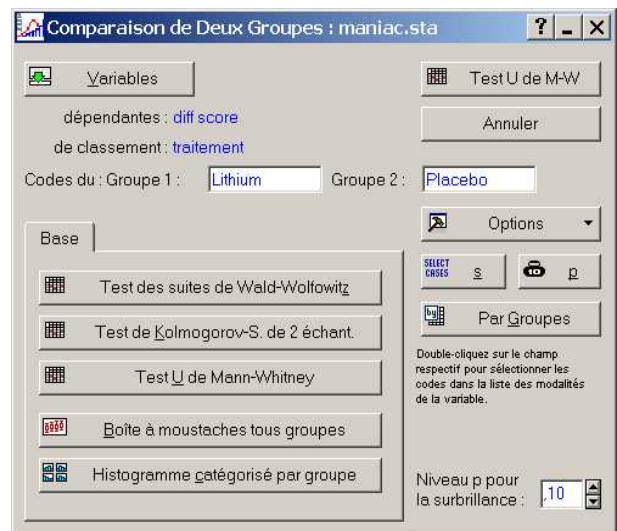 Comparaison de Deux Groupes : maniac.sta
Variables
Test U de M-W
dépendantes : diff score
Annuler
de classement : traitement
Codes du : Groupe 1 : Lithium Groupe 2 : Placebo
Options
Base
SELECT CASES s p
Test des suites de Wald-Wolfowitz
Par Groupes
Test de Kolmogorov-S. de 2 échant.
Test U de Mann-Whitney
Double-cliquez sur le champ
respectif pour sélectionner les
codes dans la liste des modalités
de la variable.
Boîte à moustaches tous groupes
Histogramme catégorisé par groupe
Niveau p pour
la surbrillance : ,10